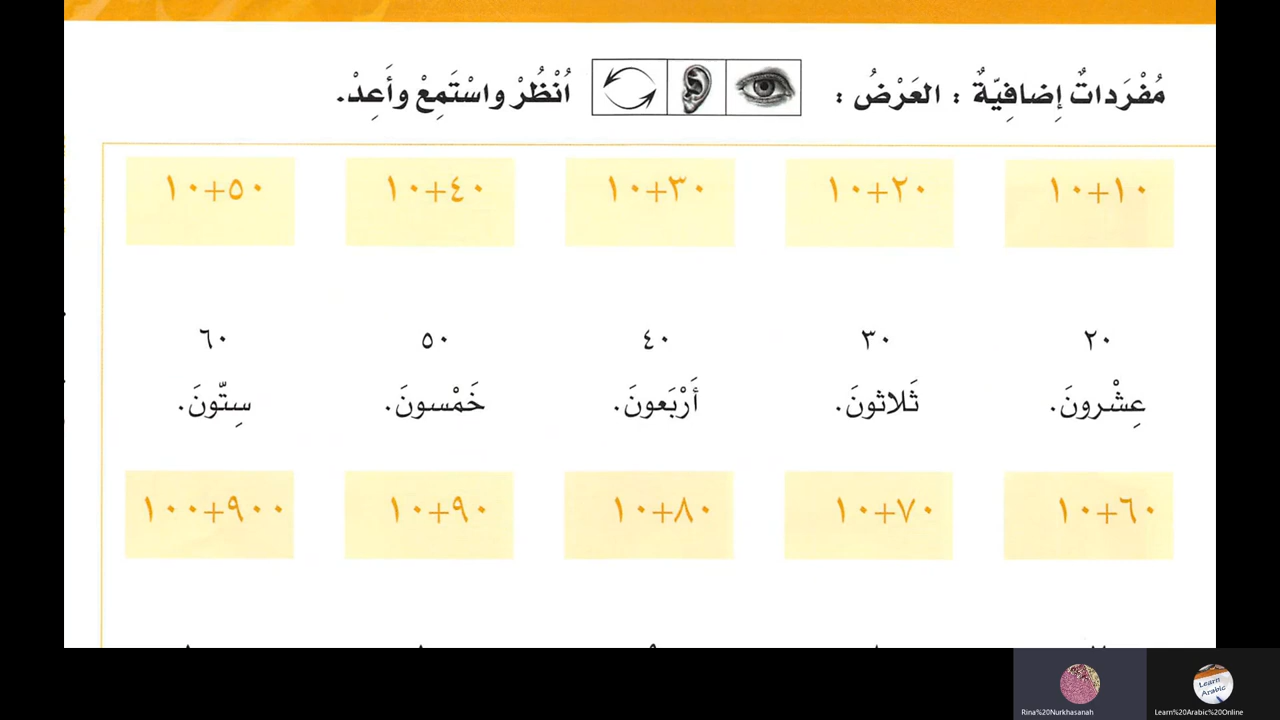 مُفْرَداتٌ إِضافِيّةٌ : العَرْضُ : اُنْظُرْ واسْتَمِعْ وأَعِدْ.
١٠+١٠ ٢٠+١٠ ٣٠+١٠ ٤٠+١٠ ٥٠+١٠
٢٠ ٣٠ ٤٠ ٥٠ ٦٠
عِشْرونَ. ثَلاثونَ. أَرْبَعونَ. خَمْسونَ. سِتّونَ.
٦٠+١٠ ٧٠+١٠ ٨٠+١٠ ٩٠+١٠ ٩٠٠+١٠٠
Learn Arabic
Rina%20Nurkhasanah Learn%20Arabic%20Online